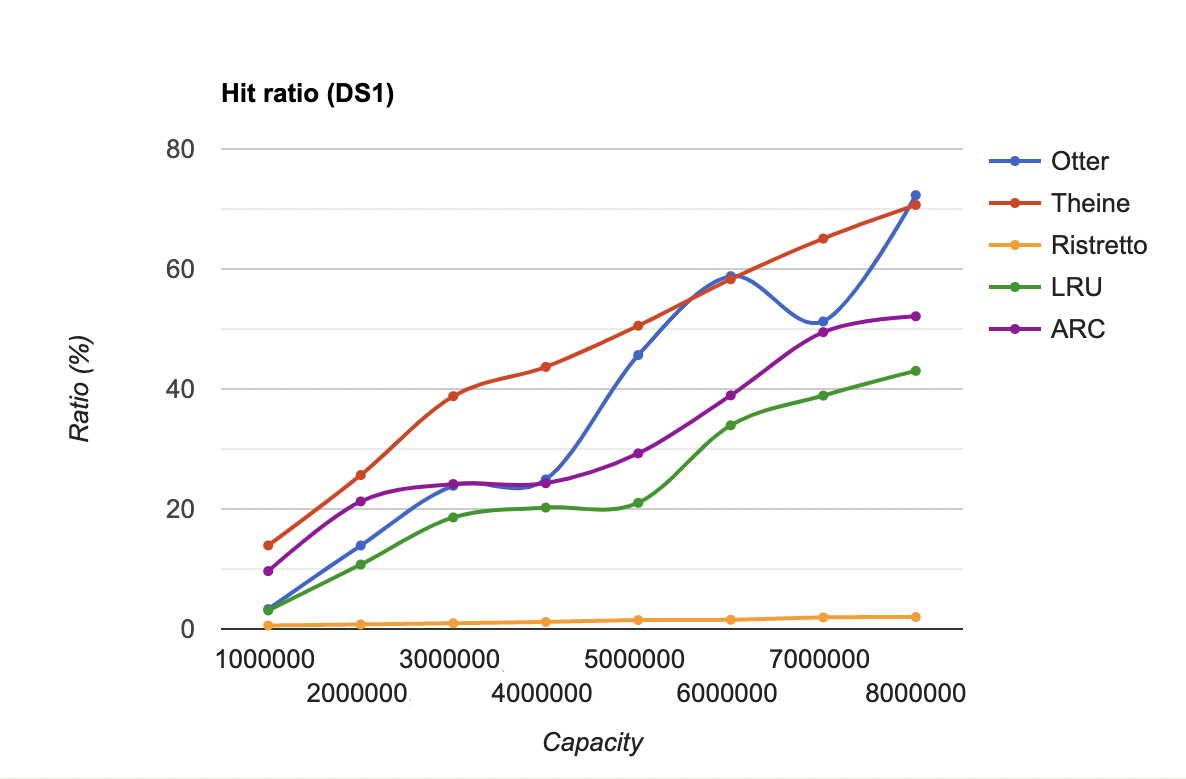 Hit ratio (DS1)
80
60
40
20
0
Ratio (%)
1000000
2000000
3000000
4000000
5000000
6000000
7000000
8000000
Capacity
Otter
Theine
Ristretto
LRU
ARC